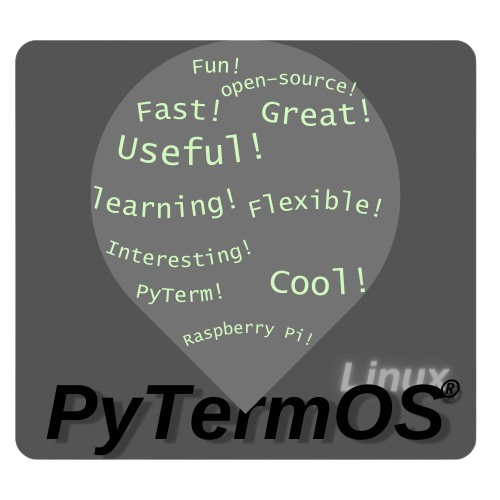 Fun!
open-source!
Fast! Great!
Useful!
learning! Flexible!
Interesting!
Cool!
PyTerm!
Raspberry Pi!
Linux
PyTermOS®